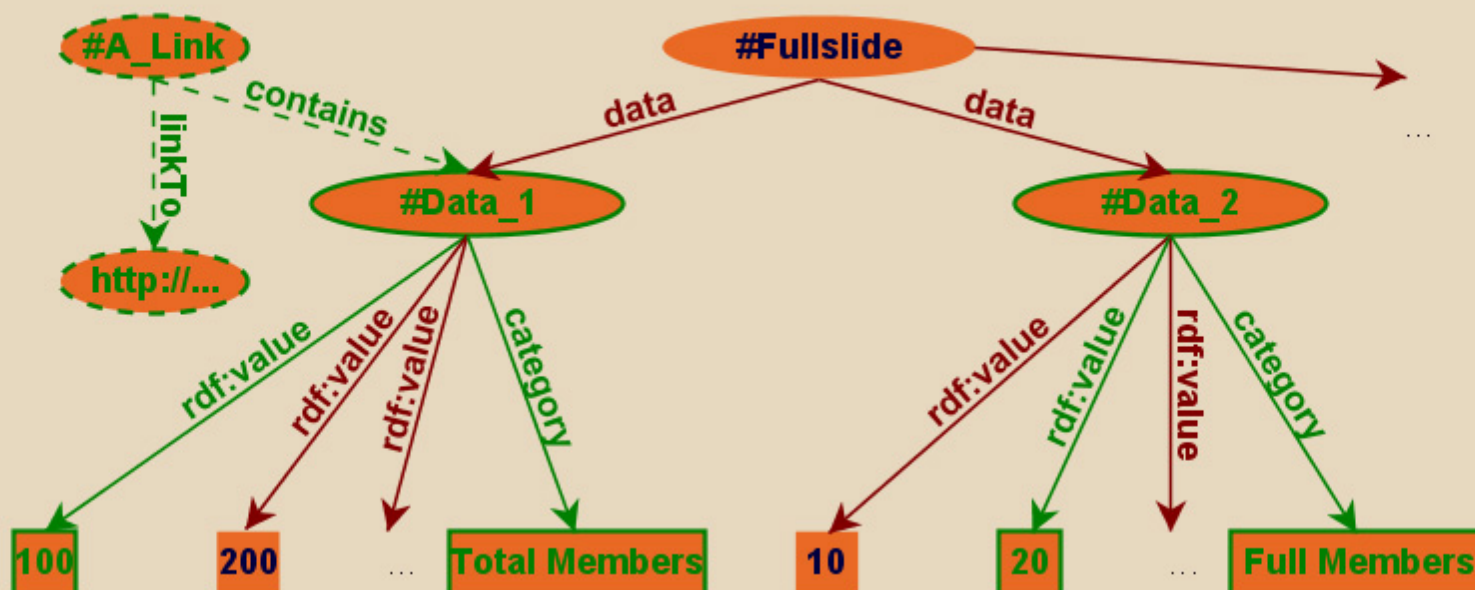 #A_Link
#Fullslide
contains
data
data
linkTo
...
#Data_1
#Data_2
http://...
rdf:value
rdf:value
rdf:value
category
rdf:value
rdf:value
rdf:value
category
100
200
...
Total Members
10
20
...
Full Members